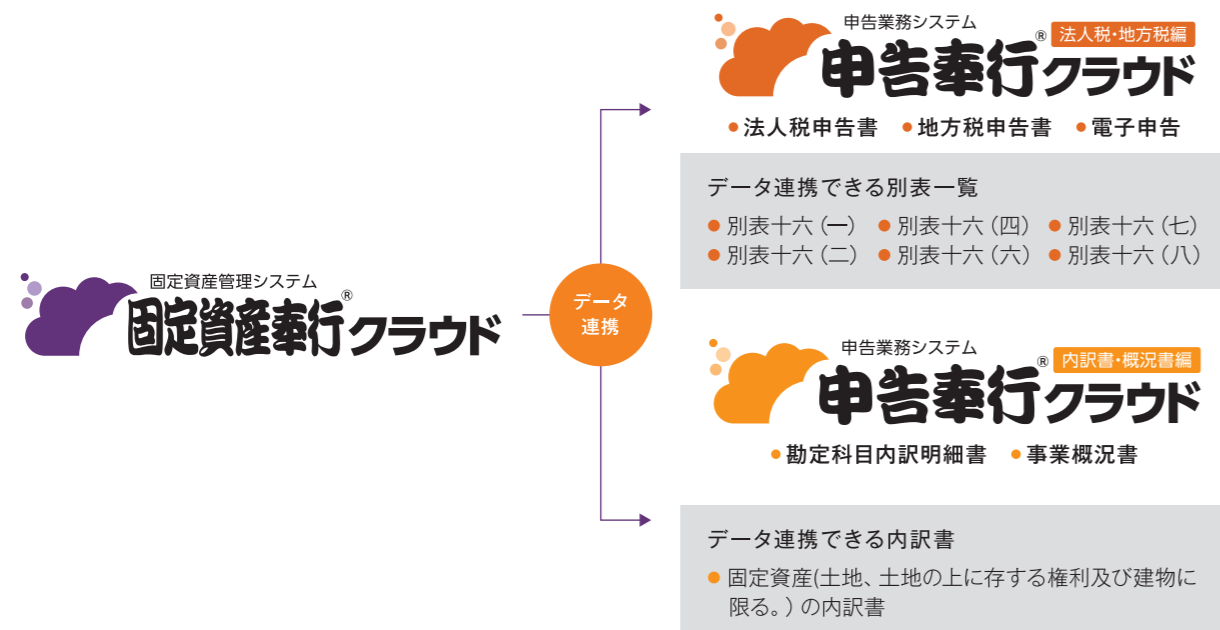 固定資産管理システム
固定資産奉行®クラウド
データ
連携
申告業務システム
申告奉行®クラウド 法人税・地方税編
●法人税申告書 ●地方税申告書 ●電子申告
データ連携できる別表一覧
●別表十六(一) ●別表十六(四) ●別表十六(七)
●別表十六(二) ●別表十六(六) ●別表十六(八)
申告業務システム
申告奉行®クラウド 内訳書・概況書編
●勘定科目内訳明細書 ●事業概況書
データ連携できる内訳書
●固定資産(土地、土地の上に存する権利及び建物に
限る。)の内訳書